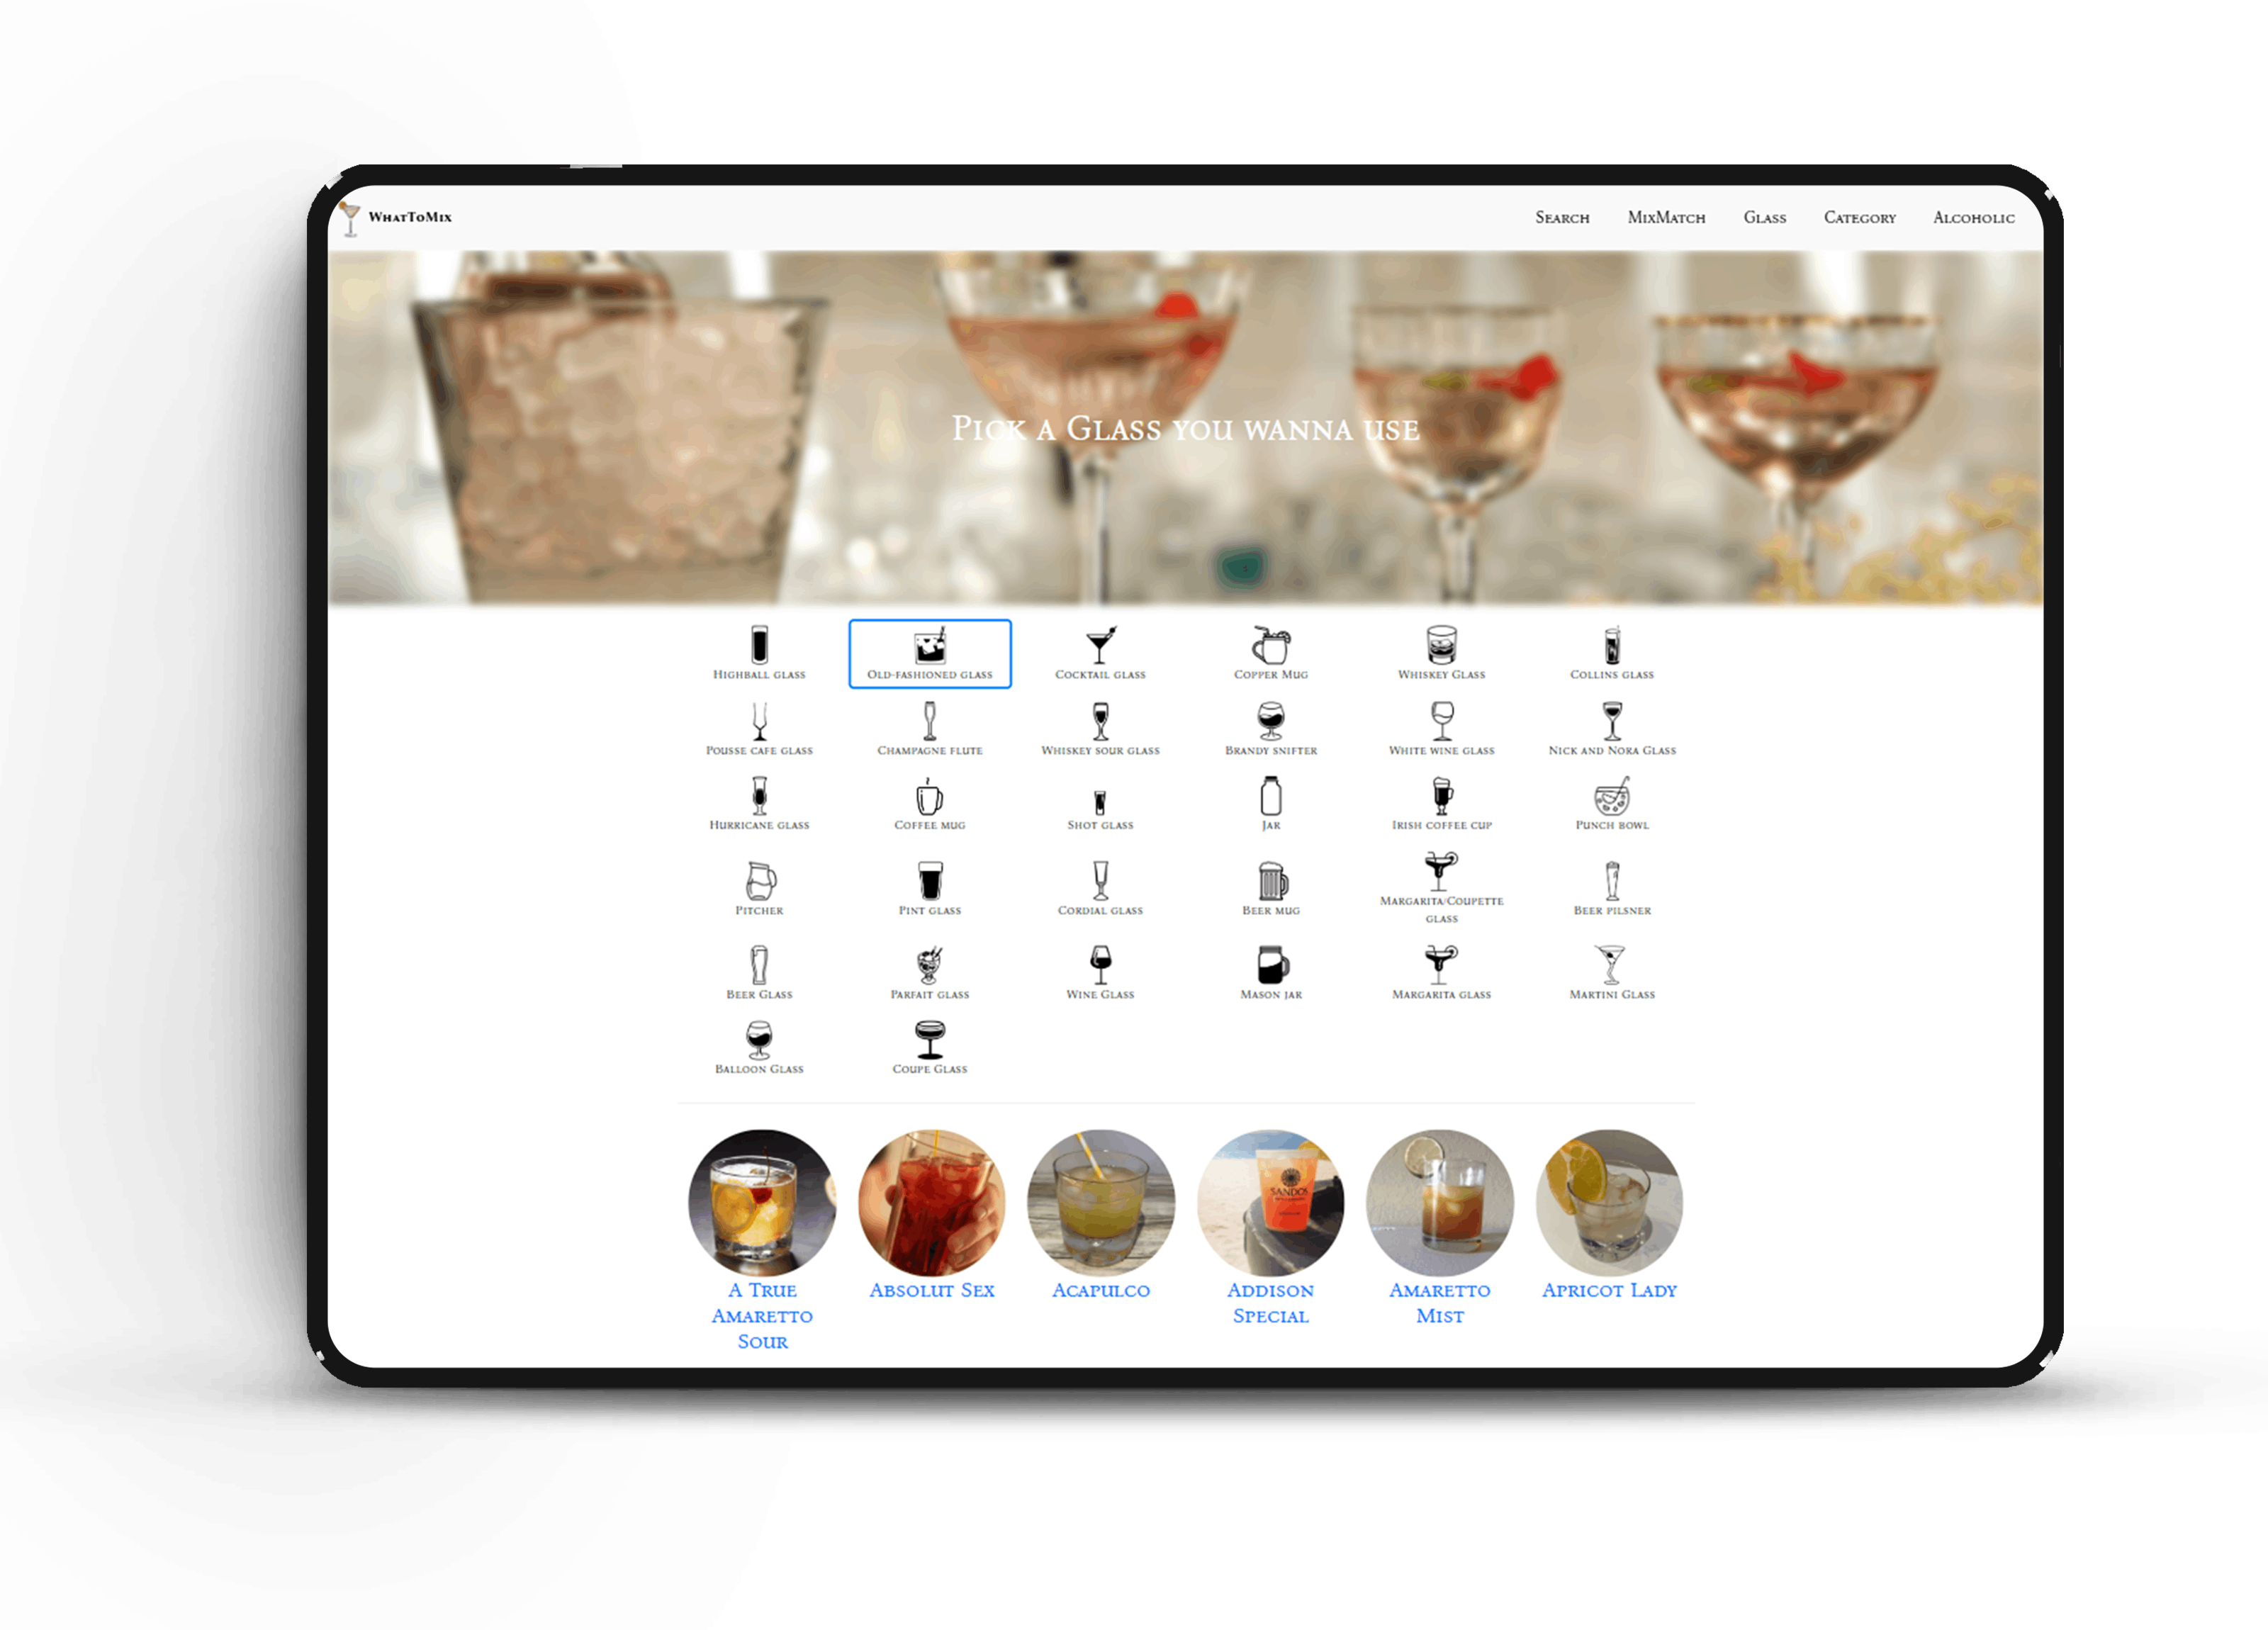 WhatToMix
Search MixMatch Glass Category Alcoholic
Pick a Glass you wanna use
Highball glass
Old-fashioned glass
Cocktail glass
Copper Mug
Whiskey Glass
Collins glass
Pousse cafe glass
Champagne flute
Whiskey sour glass
Brandy snifter
White wine glass
Nick and Nora Glass
Hurricane glass
Coffee mug
Shot glass
Jar
Irish coffee cup
Punch bowl
Pitcher
Pint glass
Cordial glass
Beer mug
Margarita/Coupette
glass
Beer pilsner
Beer Glass
Parfait glass
Wine Glass
Mason jar
Margarita glass
Martini Glass
Balloon Glass
Coupe Glass
SANDOS
A True
Amaretto
Sour
Absolut Sex
Acapulco
Addison
Special
Amaretto
Mist
Apricot Lady